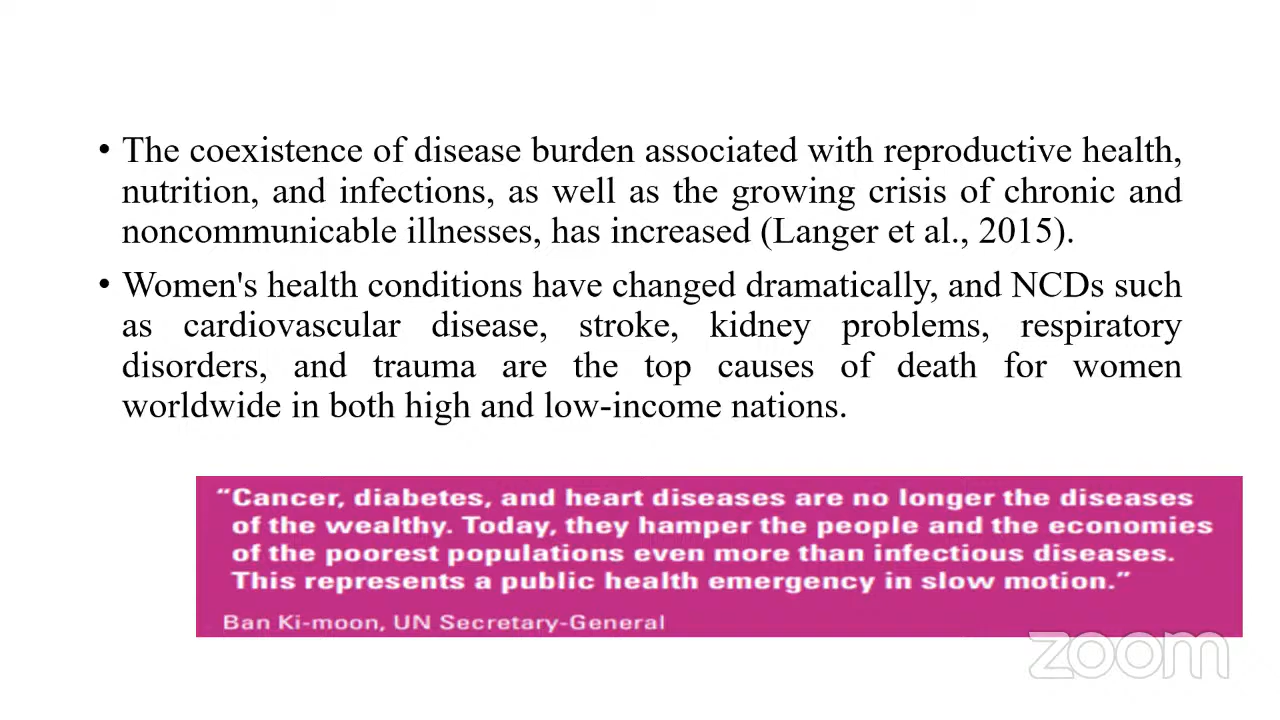 • The coexistence of disease burden associated with reproductive health,
nutrition, and infections, as well as the growing crisis of chronic and
noncommunicable illnesses, has increased (Langer et al., 2015).
• Women's health conditions have changed dramatically, and NCDs such
as cardiovascular disease, stroke, kidney problems, respiratory
disorders, and trauma are the top causes of death for women
worldwide in both high and low-income nations.
“Cancer, diabetes, and heart diseases are no longer the diseases
of the wealthy. Today, they hamper the people and the economies
of the poorest populations even more than infectious diseases.
This represents a public health emergency in slow motion.”
Ban Ki-moon, UN Secretary-General
zoom